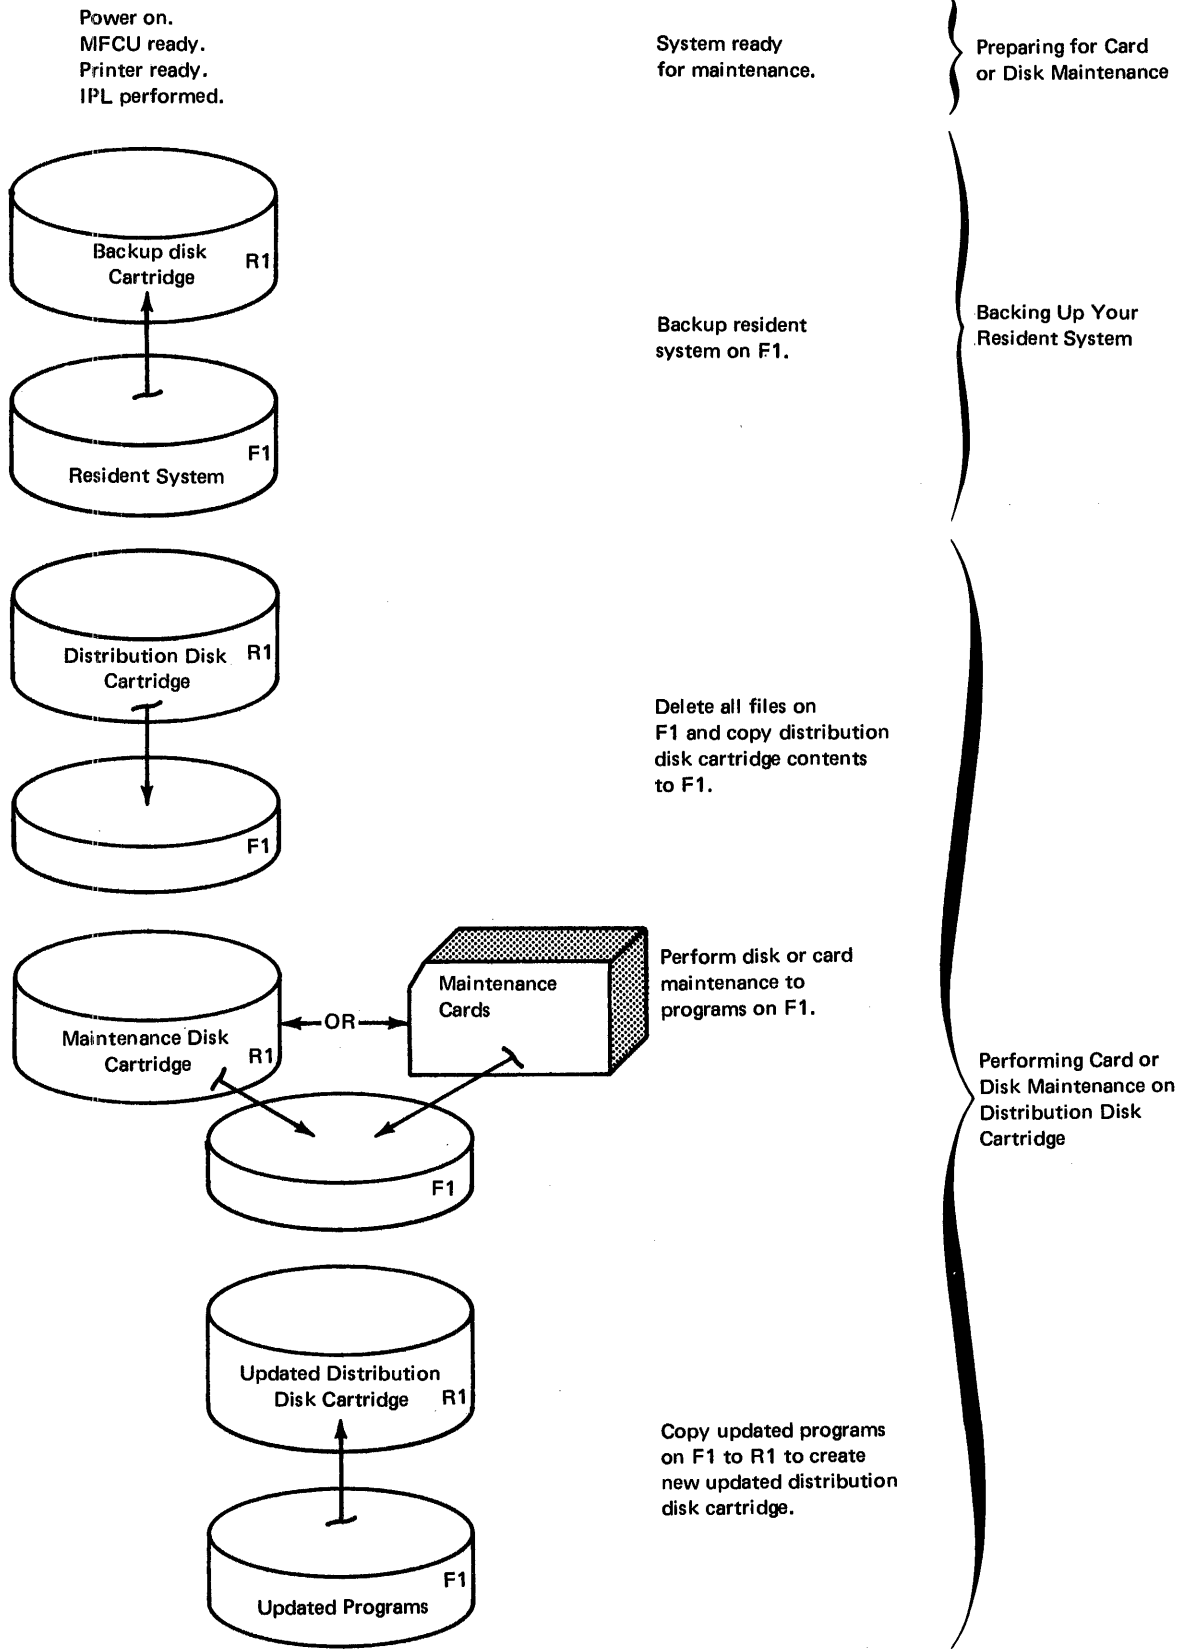 Power on.
MFCU ready.
Printer ready.
IPL performed.
System ready
for maintenance.
Preparing for Card
or Disk Maintenance
Backup disk
Cartridge
R1
F1
Resident System
Backup resident
system on F1.
Backing Up Your
Resident System
Distribution Disk
Cartridge
R1
F1
Delete all files on
F1 and copy distribution
disk cartridge contents
to F1.
Maintenance Disk
Cartridge
R1
OR
Maintenance
Cards
F1
Perform disk or card
maintenance to
programs on F1.
Performing Card or
Disk Maintenance on
Distribution Disk
Cartridge
Updated Distribution
Disk Cartridge
R1
F1
Updated Programs
Copy updated programs
on F1 to R1 to create
new updated distribution
disk cartridge.